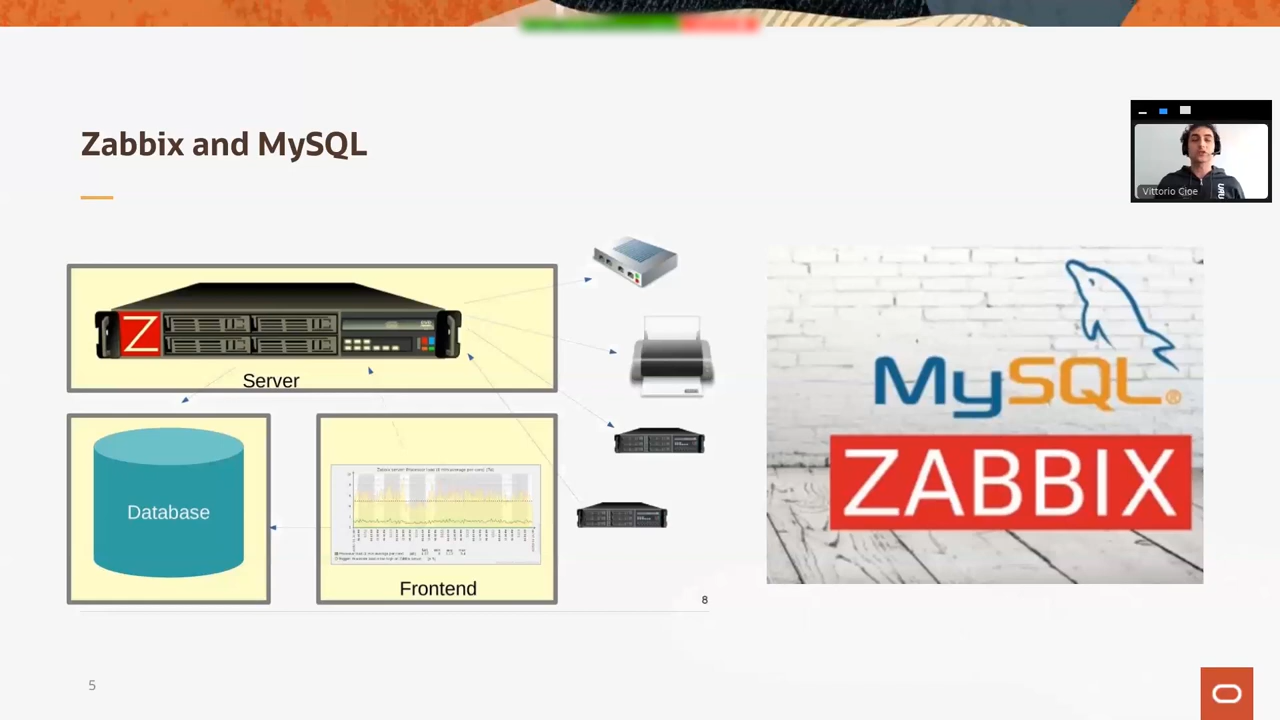 Zabbix and MySQL
Vittorio Cioe
Z
Server
Database
Frontend
8
MySQL®
ZABBIX
5